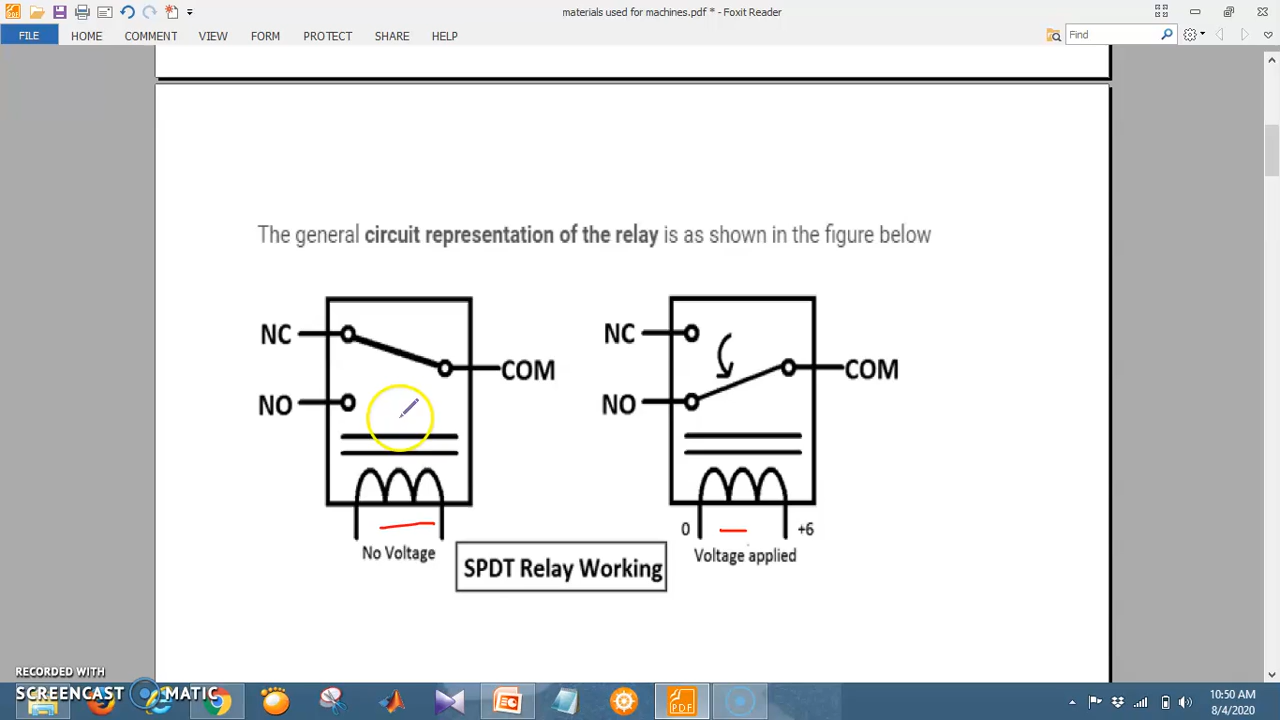 materials used for machines.pdf * - Foxit Reader
FILE HOME COMMENT VIEW FORM PROTECT SHARE HELP
Find
The general circuit representation of the relay is as shown in the figure below
NC NC
COM COM
NO NO
0 +6
No Voltage Voltage applied
SPDT Relay Working
RECORDED WITH
SCREENCAST MATIC
PDF
10:50 AM
8/4/2020